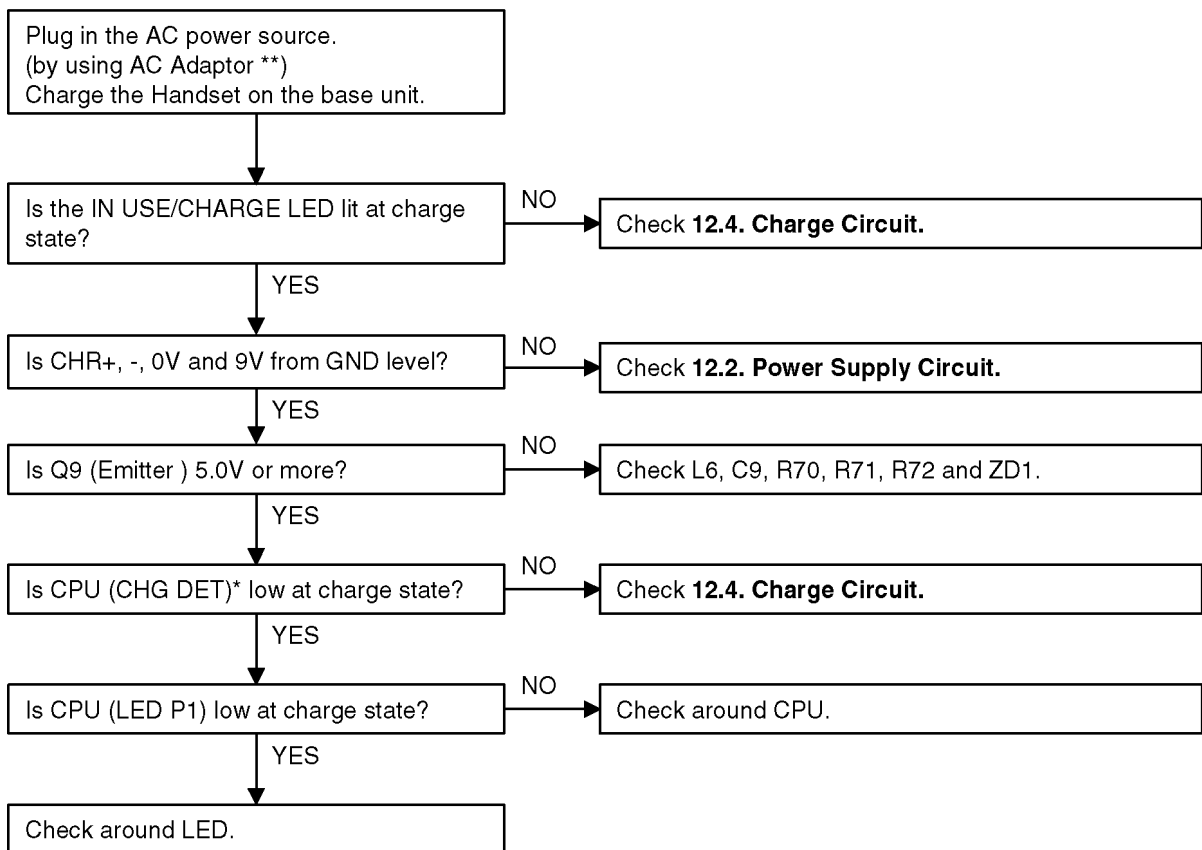 Plug in the AC power source.
(by using AC Adaptor **)
Charge the Handset on the base unit.
Is the IN USE/CHARGE LED lit at charge
state?
NO
Check 12.4. Charge Circuit.
YES
Is CHR+, -, 0V and 9V from GND level?
NO
Check 12.2. Power Supply Circuit.
YES
Is Q9 (Emitter ) 5.0V or more?
NO
Check L6, C9, R70, R71, R72 and ZD1.
YES
Is CPU (CHG DET)* low at charge state?
NO
Check 12.4. Charge Circuit.
YES
Is CPU (LED P1) low at charge state?
NO
Check around CPU.
YES
Check around LED.